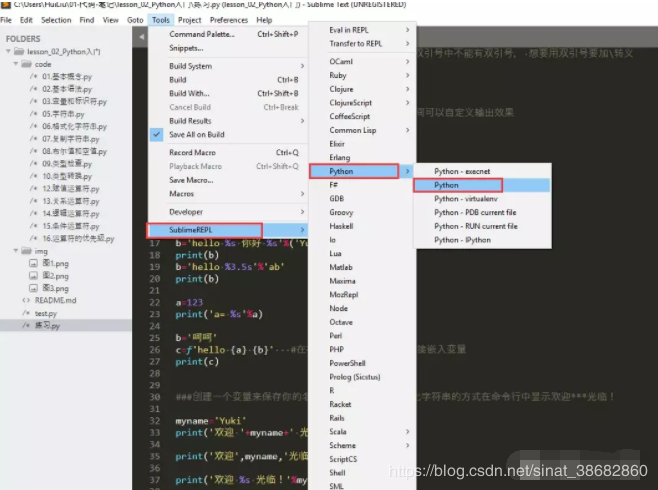 C:\Users\HuiLiu\01-代码-笔记\lesson_02_Python入门\练习.py (lesson_02_Python入门) - Sublime Text (UNREGISTERED)
File Edit Selection Find View Goto Tools Project Preferences Help
FOLDERS
lesson_02_Python入门
code
01.基本概念.py
02.基本语法.py
03.变量和标识符.py
05.字符串.py
06.格式化字符串.py
07.复制字符串.py
08.布尔值和空值.py
09.类型检查.py
10.类型转换.py
12.赋值运算符.py
13.关系运算符.py
14.逻辑运算符.py
15.条件运算符.py
16.运算符的优先级.py
img
图1.png
图2.png
图3.png
README.md
test.py
练习.py
Command Palette... Ctrl+Shift+P
Snippets...
Build System
Build Ctrl+B
Build With... Ctrl+Shift+B
Cancel Build Ctrl+Break
Build Results
Save All on Build
Record Macro Ctrl+Q
Playback Macro Ctrl+Shift+Q
Save Macro...
Macros
Developer
SublimeREPL
Eval in REPL
Transfer to REPL
OCaml
Ruby
Clojure
ClojureScript
CoffeeScript
Common Lisp
Elixir
Erlang
Python
F#
GDB
Groovy
Haskell
Io
Lua
Matlab
Maxima
MozRepl
Node
Octave
Perl
PHP
PowerShell
Prolog (Sicstus)
R
Racket
Rails
Scala
Scheme
ScriptCS
Shell
SML
Python - execnet
Python
Python - virtualenv
Python - PDB current file
Python - RUN current file
Python - IPython
双引号中不能有双引号，-想要用双引号要加\转义
可以自定义输出效果
17 b='hello %s 你好 %s'%('Yu
18 print(b)
19 b='hello %3.5s'%'ab'
20 print(b)
21
22 a=123
23 print('a= %s'%a)
24
25 b='呵呵'
26 c=f'hello {a} {b}'---#在 接嵌入变量
27 print(c)
28
29
30 ###创建一个变量来保存你的 化字符串的方式在命令行中显示欢迎***光临！
31
32 myname='Yuki'
33 print('欢迎 '+myname+' 光
34
35 print('欢迎',myname,'光临
36
37 print('欢迎 %s 光临！'%my
https://blog.csdn.net/sinat_38682860